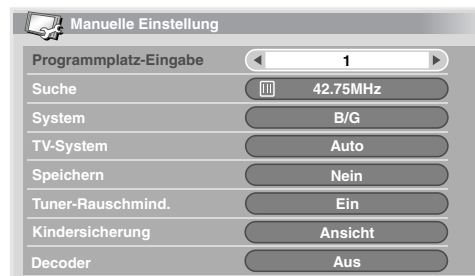 Manuelle Einstellung
Programmplatz-Eingabe 1
Suche 42.75MHz
System B/G
TV-System Auto
Speichern Nein
Tuner-Rauschmind. Ein
Kindersicherung Ansicht
Decoder Aus